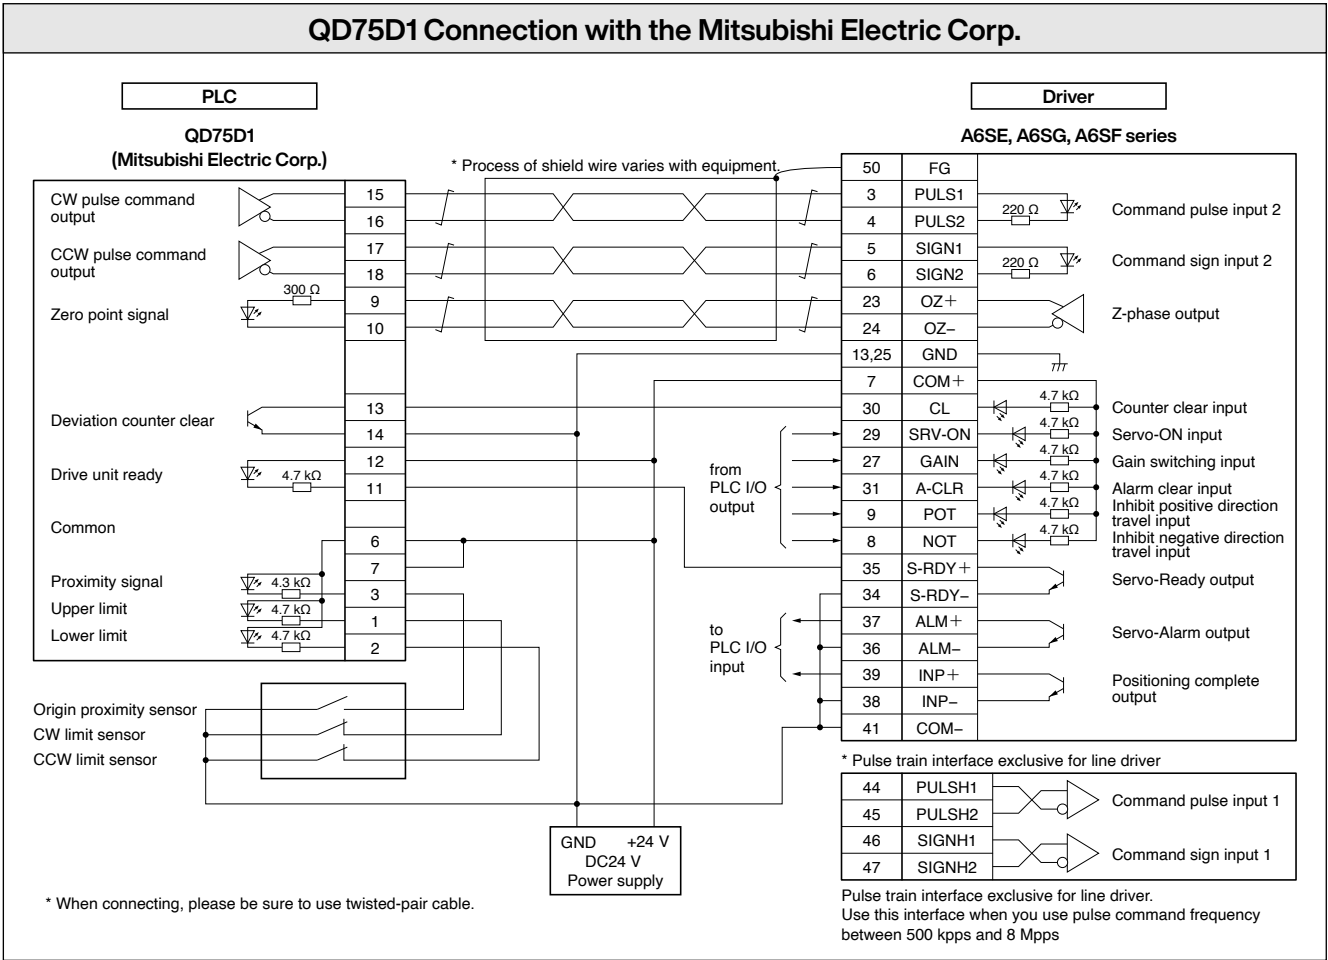 QD75D1 Connection with the Mitsubishi Electric Corp.
PLC
QD75D1
(Mitsubishi Electric Corp.)
Driver
A6SE, A6SG, A6SF series
* Process of shield wire varies with equipment.
CW pulse command
output
15
16
CCW pulse command
output
17
18
Zero point signal
300 Ω
9
10
Deviation counter clear
13
14
Drive unit ready
4.7 kΩ
12
11
Common
6
7
Proximity signal
4.3 kΩ
3
Upper limit
4.7 kΩ
1
Lower limit
4.7 kΩ
2
Origin proximity sensor
CW limit sensor
CCW limit sensor
from
PLC I/O
output
to
PLC I/O
input
GND +24 V
DC24 V
Power supply
* When connecting, please be sure to use twisted-pair cable.
50 FG
3 PULS1
4 PULS2
220 Ω
Command pulse input 2
5 SIGN1
6 SIGN2
220 Ω
Command sign input 2
23 OZ+
24 OZ−
Z-phase output
13,25 GND
7 COM+
30 CL 4.7 kΩ Counter clear input
29 SRV-ON 4.7 kΩ Servo-ON input
27 GAIN 4.7 kΩ Gain switching input
31 A-CLR 4.7 kΩ Alarm clear input
9 POT 4.7 kΩ Inhibit positive direction
travel input
8 NOT 4.7 kΩ Inhibit negative direction
travel input
35 S-RDY+
34 S-RDY−
Servo-Ready output
37 ALM+
36 ALM−
Servo-Alarm output
39 INP+
38 INP−
Positioning complete
output
41 COM−
* Pulse train interface exclusive for line driver
44 PULSH1
45 PULSH2
Command pulse input 1
46 SIGNH1
47 SIGNH2
Command sign input 1
Pulse train interface exclusive for line driver.
Use this interface when you use pulse command frequency
between 500 kpps and 8 Mpps